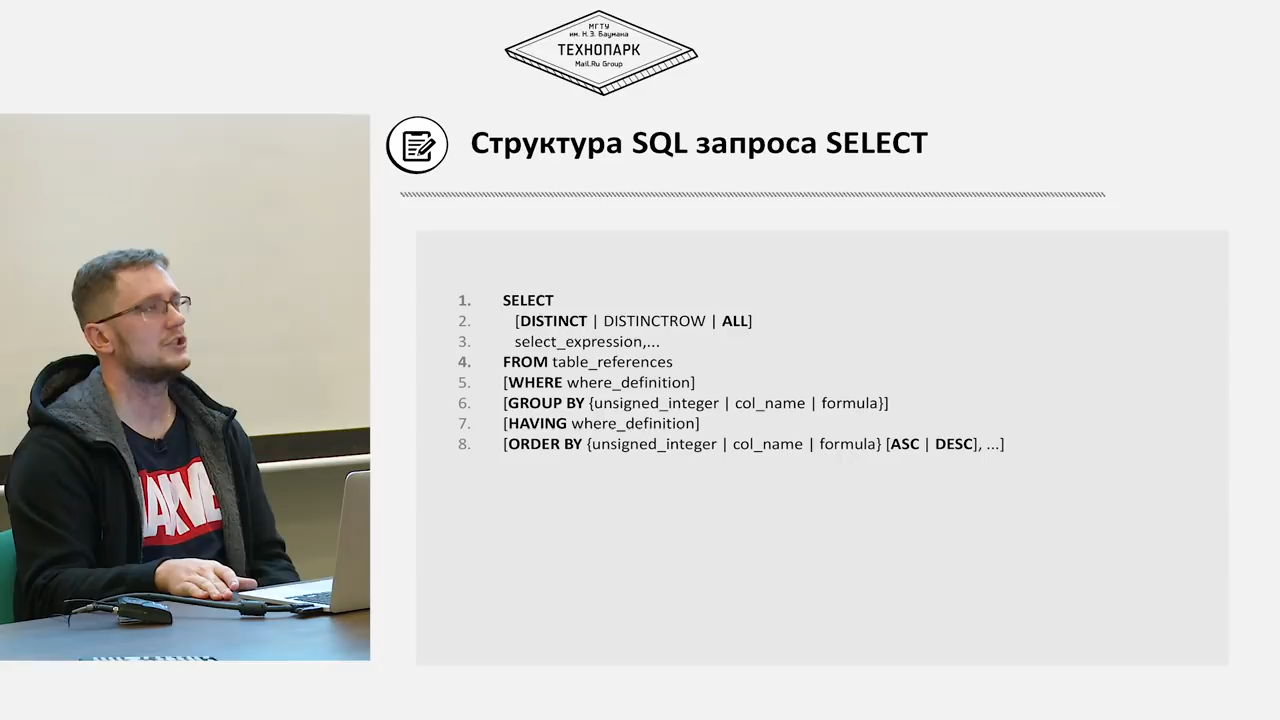 МГТУ
им. Н.Э. Баумана
ТЕХНОПАРК
Mail.Ru Group
Структура SQL запроса SELECT
1. SELECT
2. [DISTINCT | DISTINCTROW | ALL]
3. select_expression,...
4. FROM table_references
5. [WHERE where_definition]
6. [GROUP BY {unsigned_integer | col_name | formula}]
7. [HAVING where_definition]
8. [ORDER BY {unsigned_integer | col_name | formula} [ASC | DESC], ...]
MARVEL